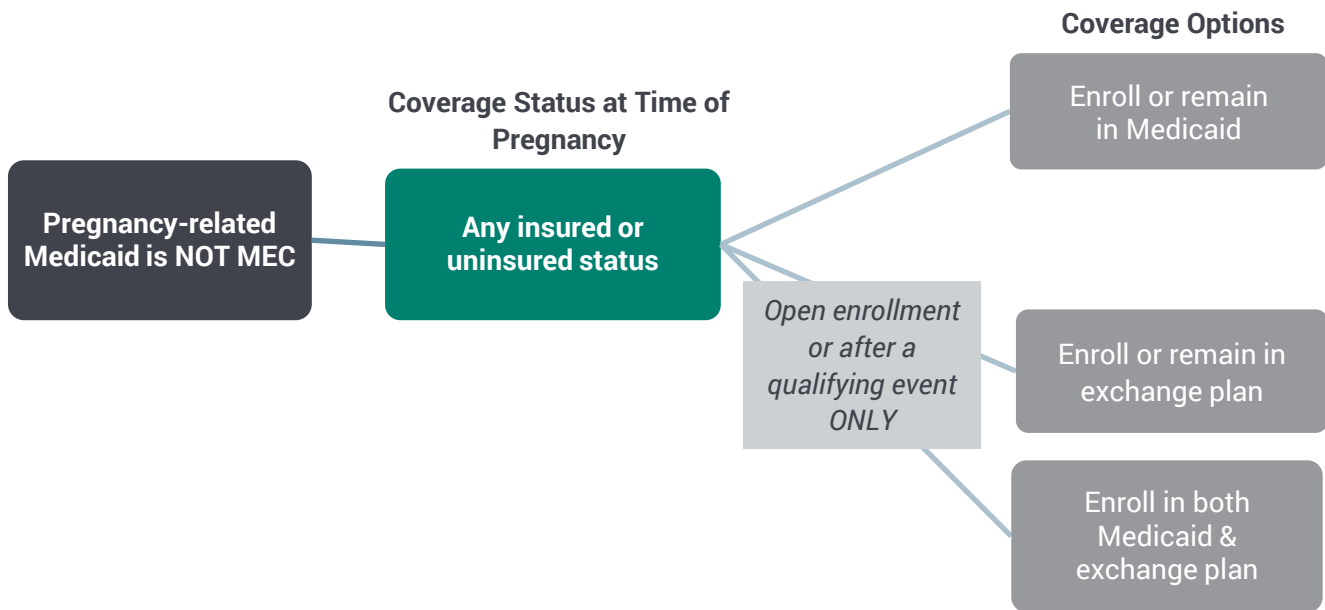 Coverage Options
Enroll or remain
in Medicaid
Coverage Status at Time of
Pregnancy
Pregnancy-related
Medicaid is NOT MEC
Any insured or
uninsured status
Open enrollment
or after a
qualifying event
ONLY
Enroll or remain in
exchange plan
Enroll in both
Medicaid &
exchange plan